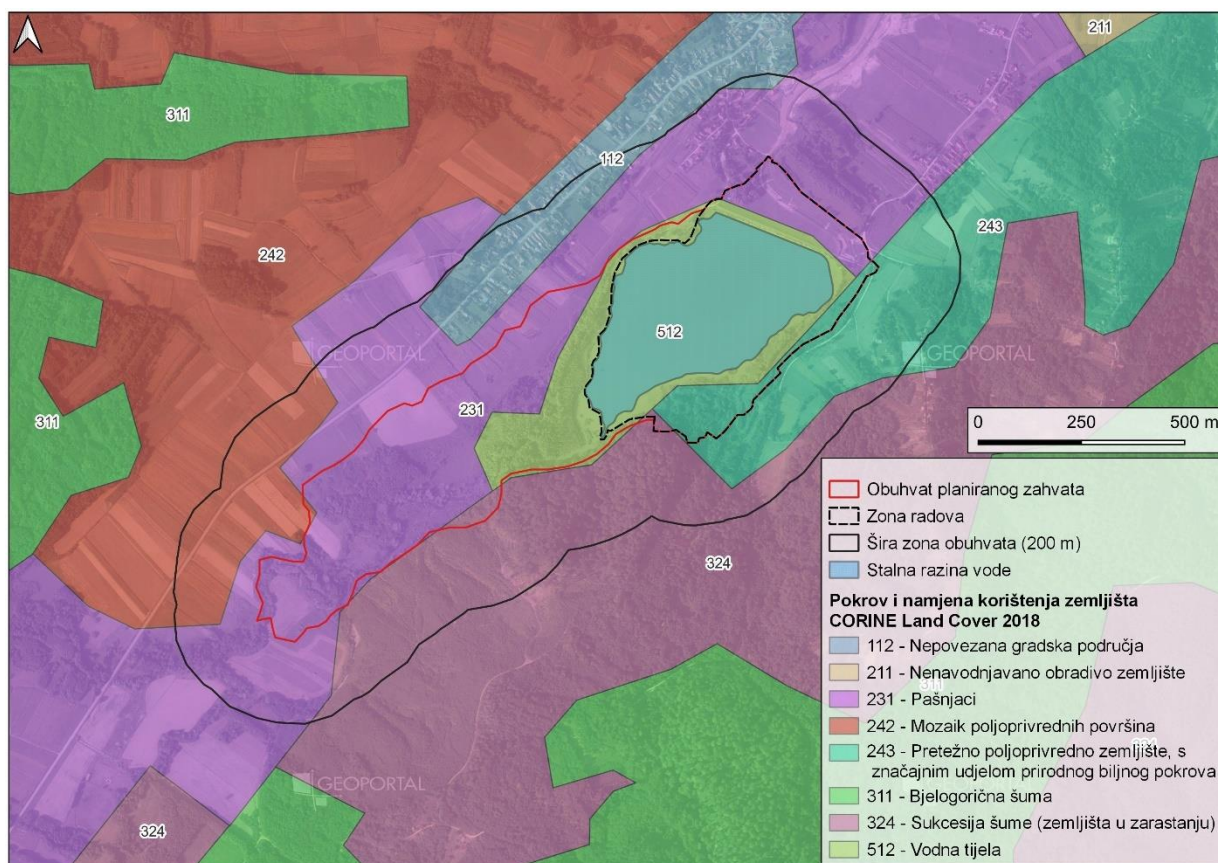 211
311
112
243
242
512
GEOPORTAL
GEOPORTAL
231
311
0 250 500 m
Obuhvat planiranog zahvata
Zona radova
Šira zona obuhvata (200 m)
Stalna razina vode
324
Pokrov i namjena korištenja zemljišta
CORINE Land Cover 2018
112 - Nepovezana gradska područja
211 - Nenavodnjavano obradivo zemljište
231 - Pašnjaci
242 - Mozaik poljoprivrednih površina
243 - Pretežno poljoprivredno zemljište, s
značajnim udjelom prirodnog biljnog pokrova
311 - Bjelogorična šuma
324 - Sukcesija šume (zemljišta u zarastanju)
512 - Vodna tijela
GEOPORTAL
324